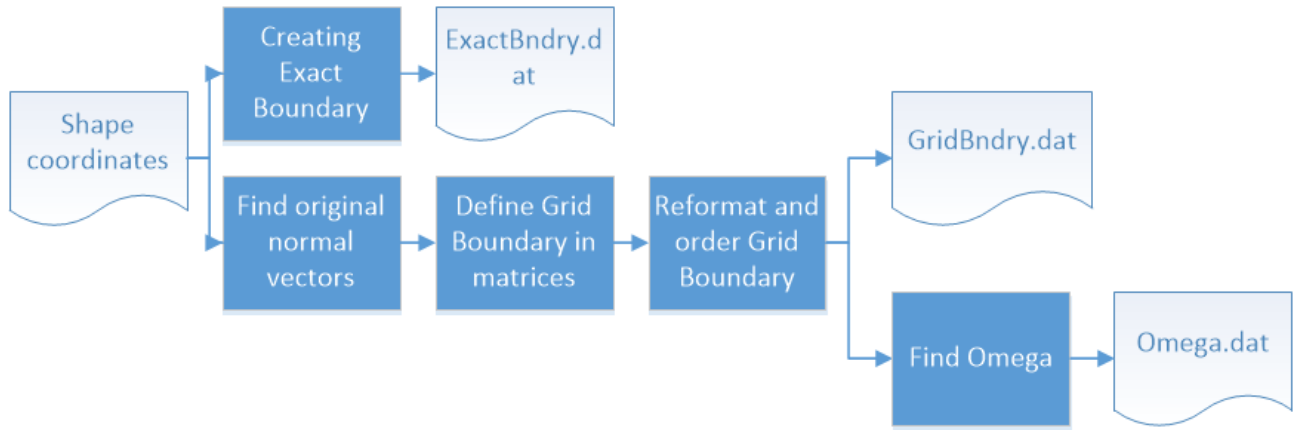 Shape
coordinates
Creating
Exact
Boundary
ExactBndry.d
at
Find original
normal
vectors
Define Grid
Boundary in
matrices
Reformat and
order Grid
Boundary
GridBndry.dat
Find Omega
Omega.dat